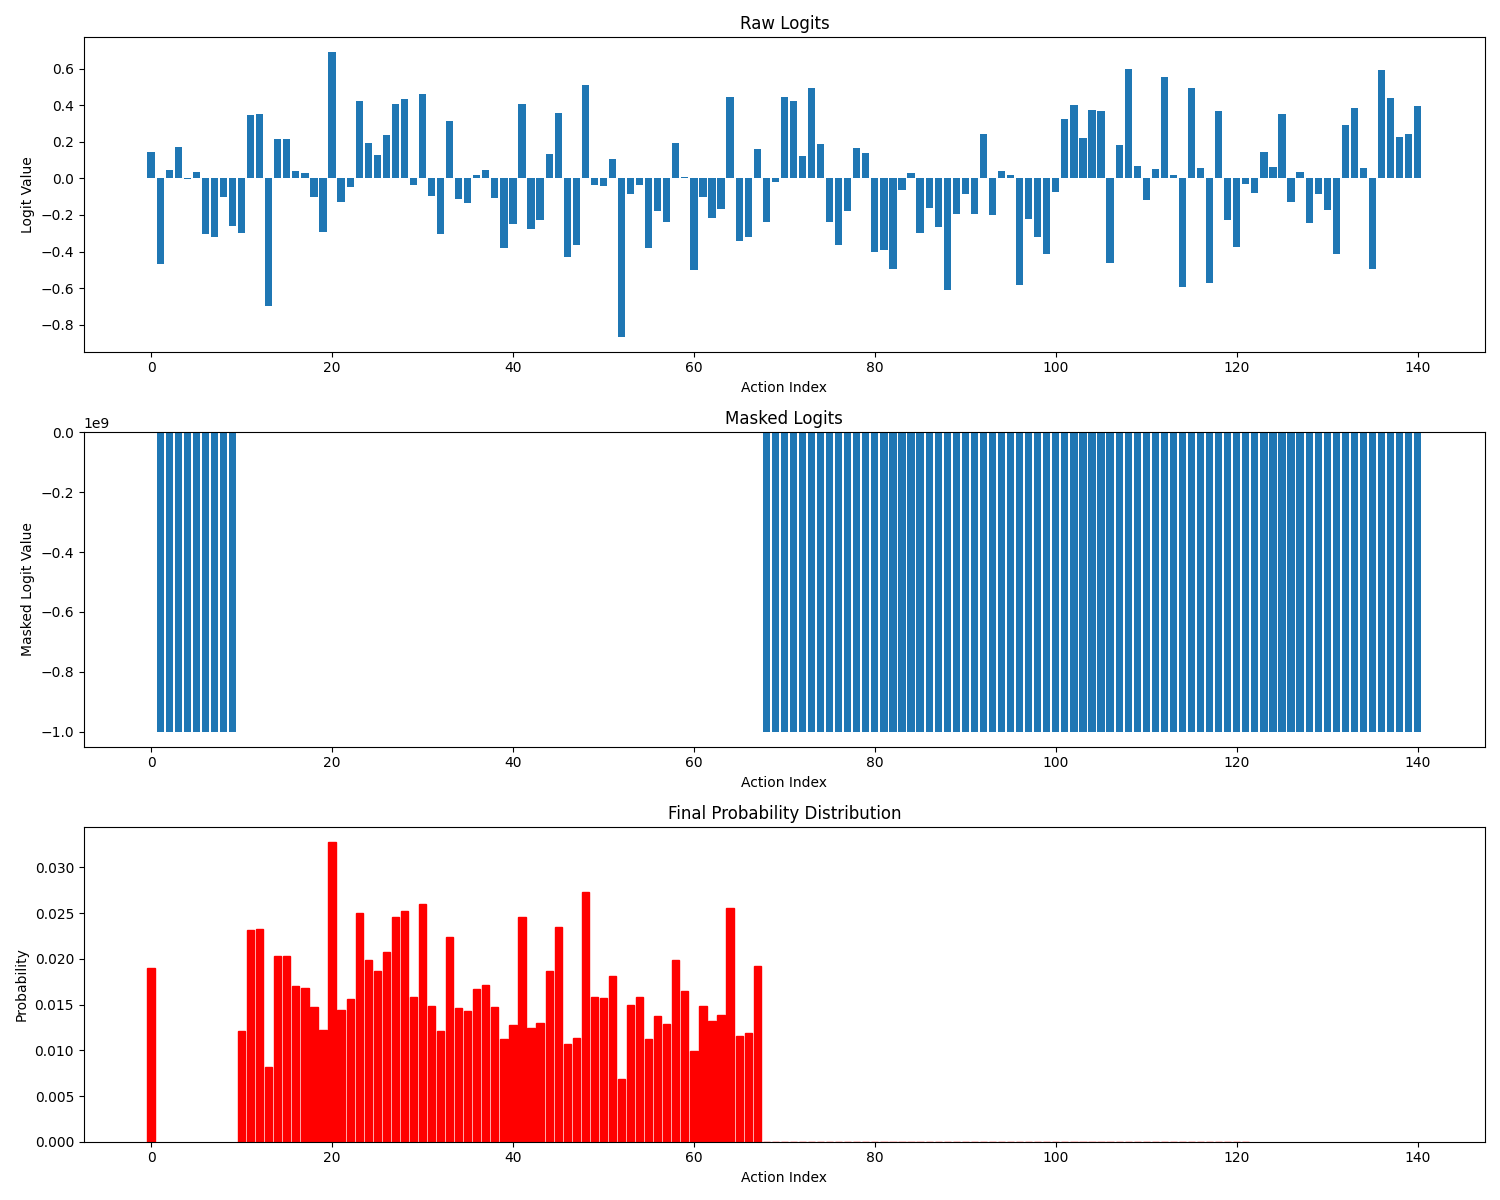 Raw Logits
0.6
0.4
0.2
0.0
−0.2
−0.4
−0.6
−0.8
Logit Value
0 20 40 60 80 100 120 140
Action Index
Masked Logits
1e9
0.0
−0.2
−0.4
−0.6
−0.8
−1.0
Masked Logit Value
0 20 40 60 80 100 120 140
Action Index
Final Probability Distribution
0.030
0.025
0.020
0.015
0.010
0.005
0.000
Probability
0 20 40 60 80 100 120 140
Action Index